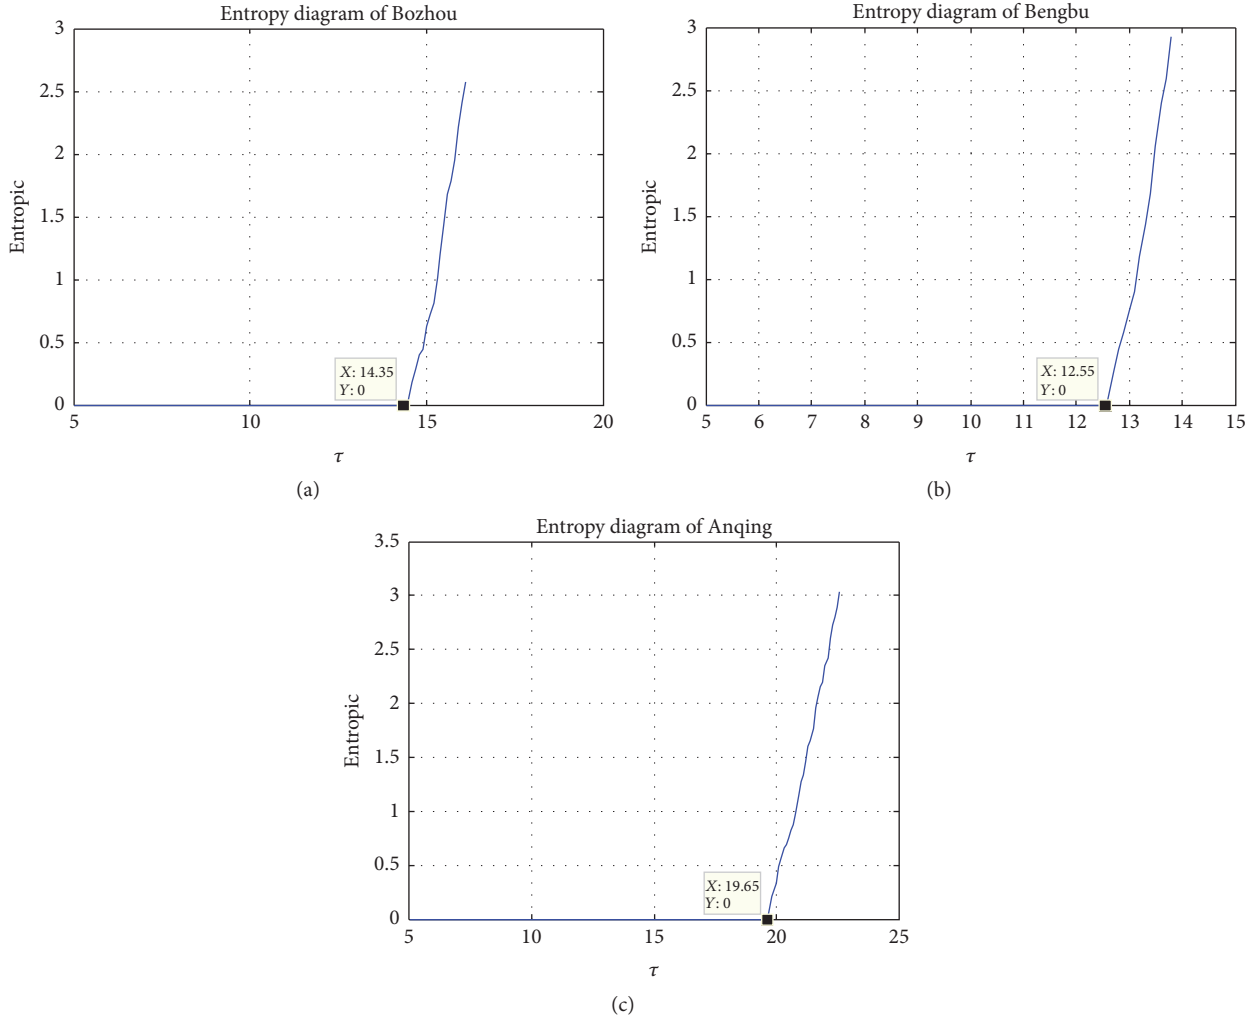 Entropy diagram of Bozhou
3
2.5
2
1.5
1
0.5
0
Entropic
X: 14.35
Y: 0
5 10 15 20
τ
(a)
Entropy diagram of Bengbu
3
2.5
2
1.5
1
0.5
0
Entropic
X: 12.55
Y: 0
5 6 7 8 9 10 11 12 13 14 15
τ
(b)
Entropy diagram of Anqing
3.5
3
2.5
2
1.5
1
0.5
0
Entropic
X: 19.65
Y: 0
5 10 15 20 25
τ
(c)